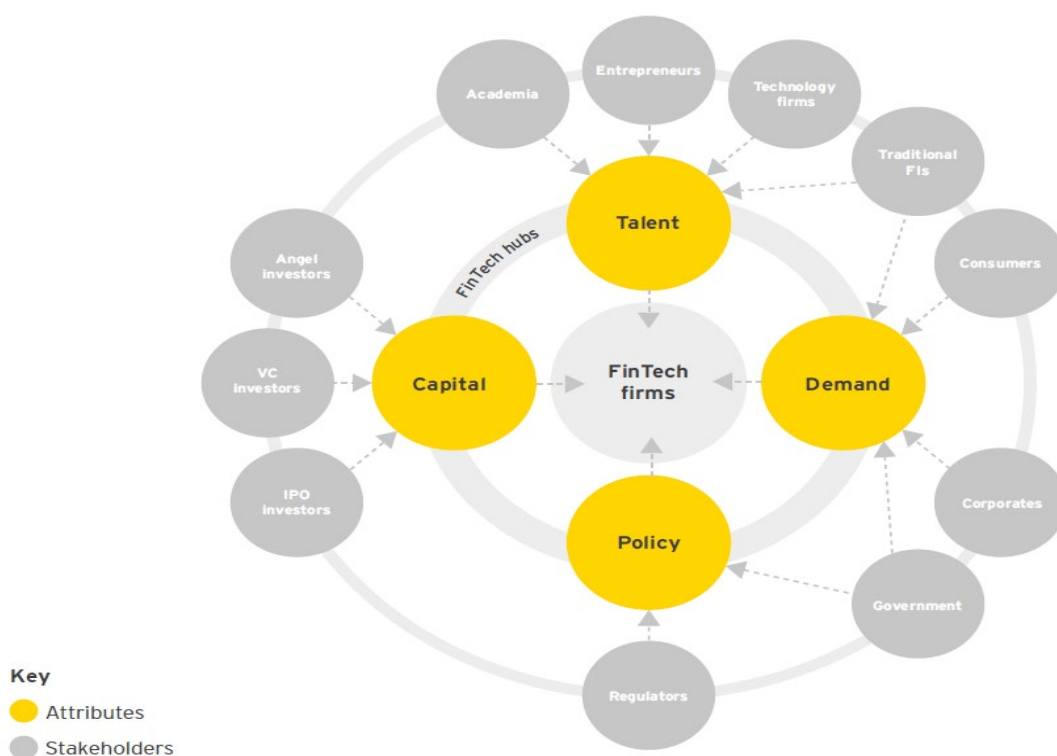 Entrepreneurs
Academia
Technology
firms
Traditional
FIs
Talent
FinTech hubs
Angel
investors
Consumers
VC
investors
Capital
FinTech
firms
Demand
IPO
investors
Corporates
Policy
Government
Regulators
Key
Attributes
Stakeholders